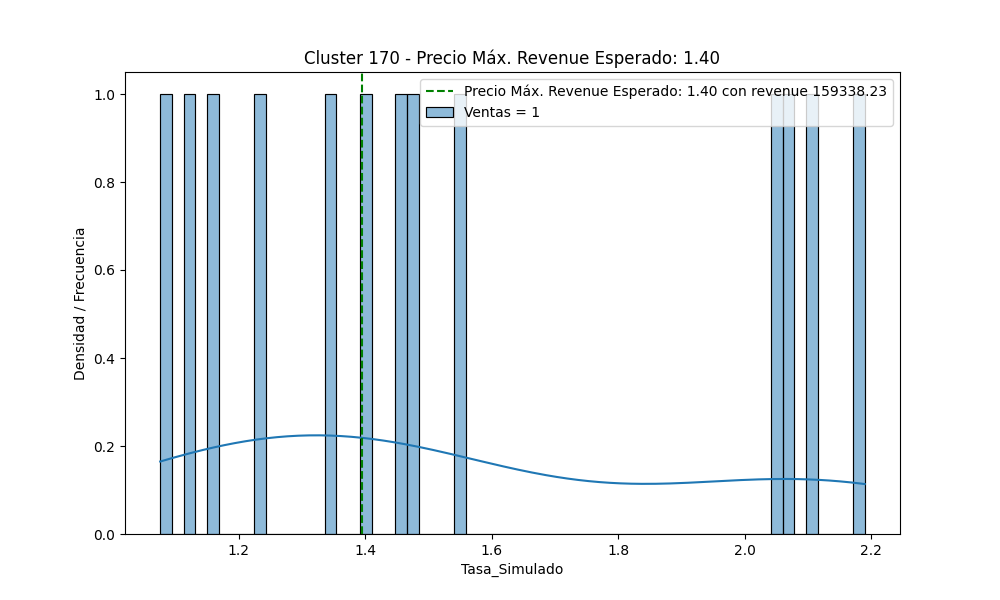 Cluster 170 - Precio Máx. Revenue Esperado: 1.40
Precio Máx. Revenue Esperado: 1.40 con revenue 159338.23
Ventas = 1
Densidad / Frecuencia
1.0
0.8
0.6
0.4
0.2
0.0
1.2 1.4 1.6 1.8 2.0 2.2
Tasa_Simulado